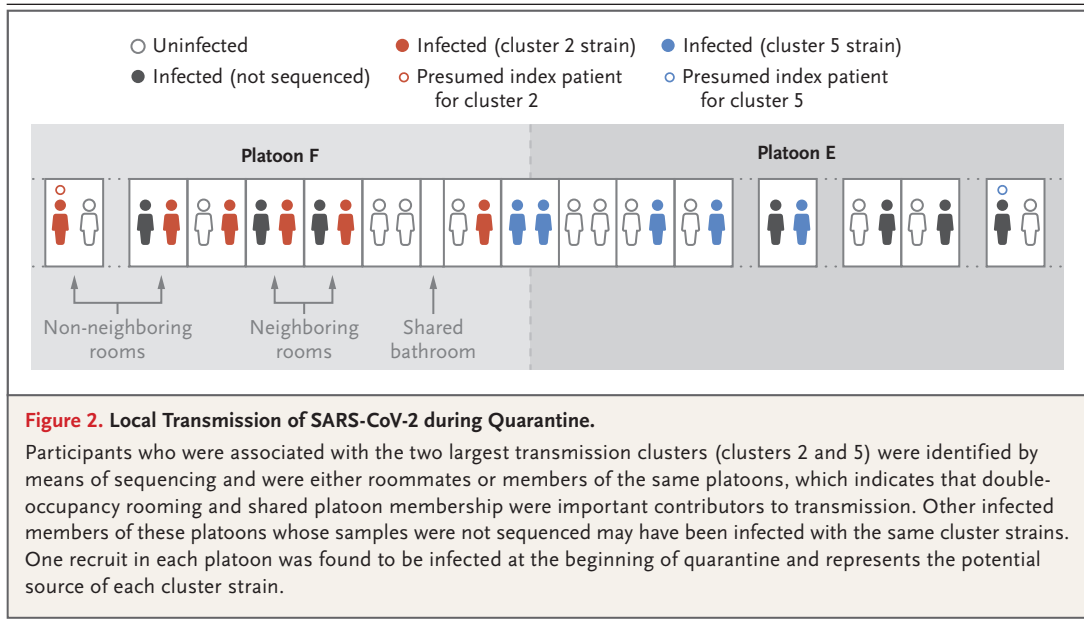 Uninfected
Infected (cluster 2 strain)
Infected (cluster 5 strain)
Infected (not sequenced)
Presumed index patient
for cluster 2
Presumed index patient
for cluster 5
Platoon F
Platoon E
Non-neighboring
rooms
Neighboring
rooms
Shared
bathroom
Figure 2. Local Transmission of SARS-CoV-2 during Quarantine.
Participants who were associated with the two largest transmission clusters (clusters 2 and 5) were identified by
means of sequencing and were either roommates or members of the same platoons, which indicates that double-
occupancy rooming and shared platoon membership were important contributors to transmission. Other infected
members of these platoons whose samples were not sequenced may have been infected with the same cluster strains.
One recruit in each platoon was found to be infected at the beginning of quarantine and represents the potential
source of each cluster strain.